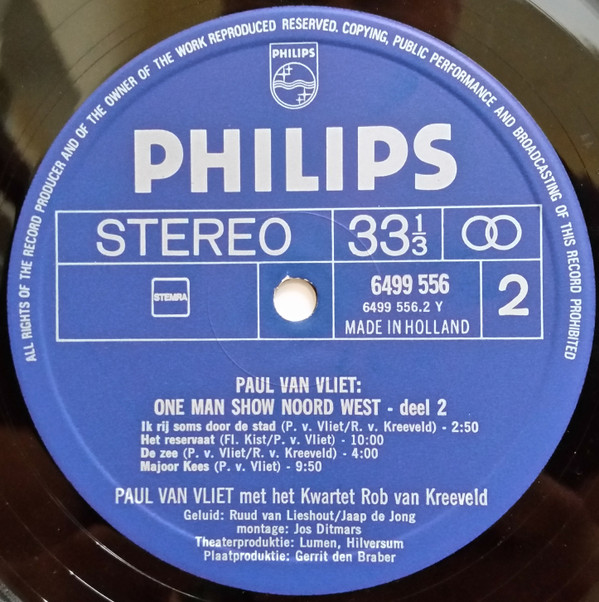 ALL RIGHTS OF THE RECORD PRODUCER AND OF THE OWNER OF THE WORK REPRODUCED RESERVED. COPYING, PUBLIC PERFORMANCE AND BROADCASTING OF THIS RECORD PROHIBITED
PHILIPS
PHILIPS
STEREO 33 1/3
STEMRA
6499 556
6499 556.2 Y
MADE IN HOLLAND
2
PAUL VAN VLIET:
ONE MAN SHOW NOORD WEST - deel 2
Ik rij soms door de stad (P. v. Vliet/R. v. Kreeveld) - 2:50
Het reservaat (Fl. Kist/P. v. Vliet) - 10:00
De zee (P. v. Vliet/R. v. Kreeveld) - 4:00
Majoor Kees (P. v. Vliet) - 9:50
PAUL VAN VLIET met het Kwartet Rob van Kreeveld
Geluid: Ruud van Lieshout/Jaap de Jong
montage: Jos Ditmars
Theaterproduktie: Lumen, Hilversum
Plaatproduktie: Gerrit den Braber